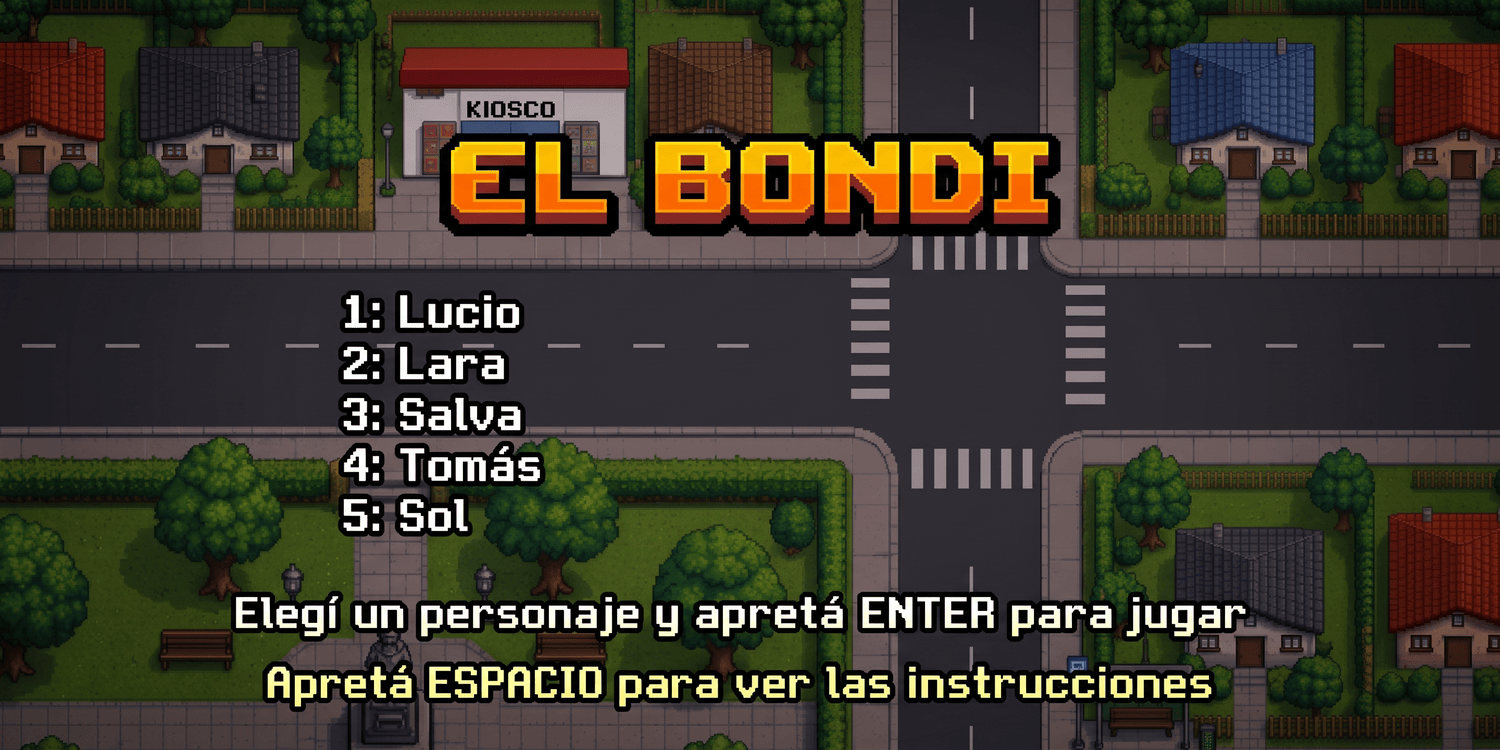 KIOSCO
EL BONDI
1: Lucio
2: Lara
3: Salva
4: Tomás
5: Sol
Elegí un personaje y apretá ENTER para jugar
Apretá ESPACIO para ver las instrucciones